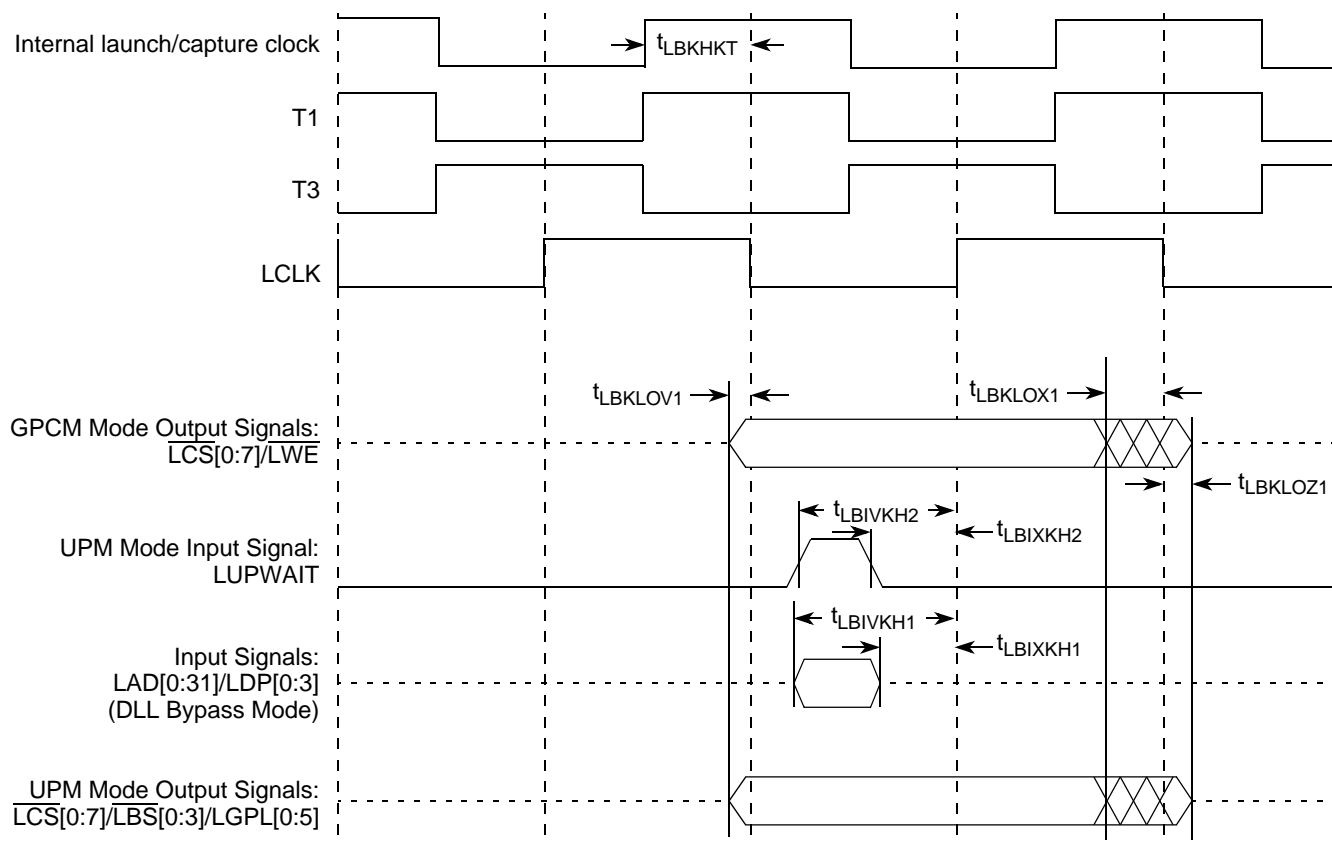 Internal launch/capture clock
tLBKHKT
T1
T3
LCLK
tLBKLOV1
tLBKLOX1
GPCM Mode Output Signals:
LCS[0:7]/LWE
tLBKLOZ1
tLBIVKH2
tLBIXKH2
UPM Mode Input Signal:
LUPWAIT
tLBIVKH1
tLBIXKH1
Input Signals:
LAD[0:31]/LDP[0:3]
(DLL Bypass Mode)
UPM Mode Output Signals:
LCS[0:7]/LBS[0:3]/LGPL[0:5]